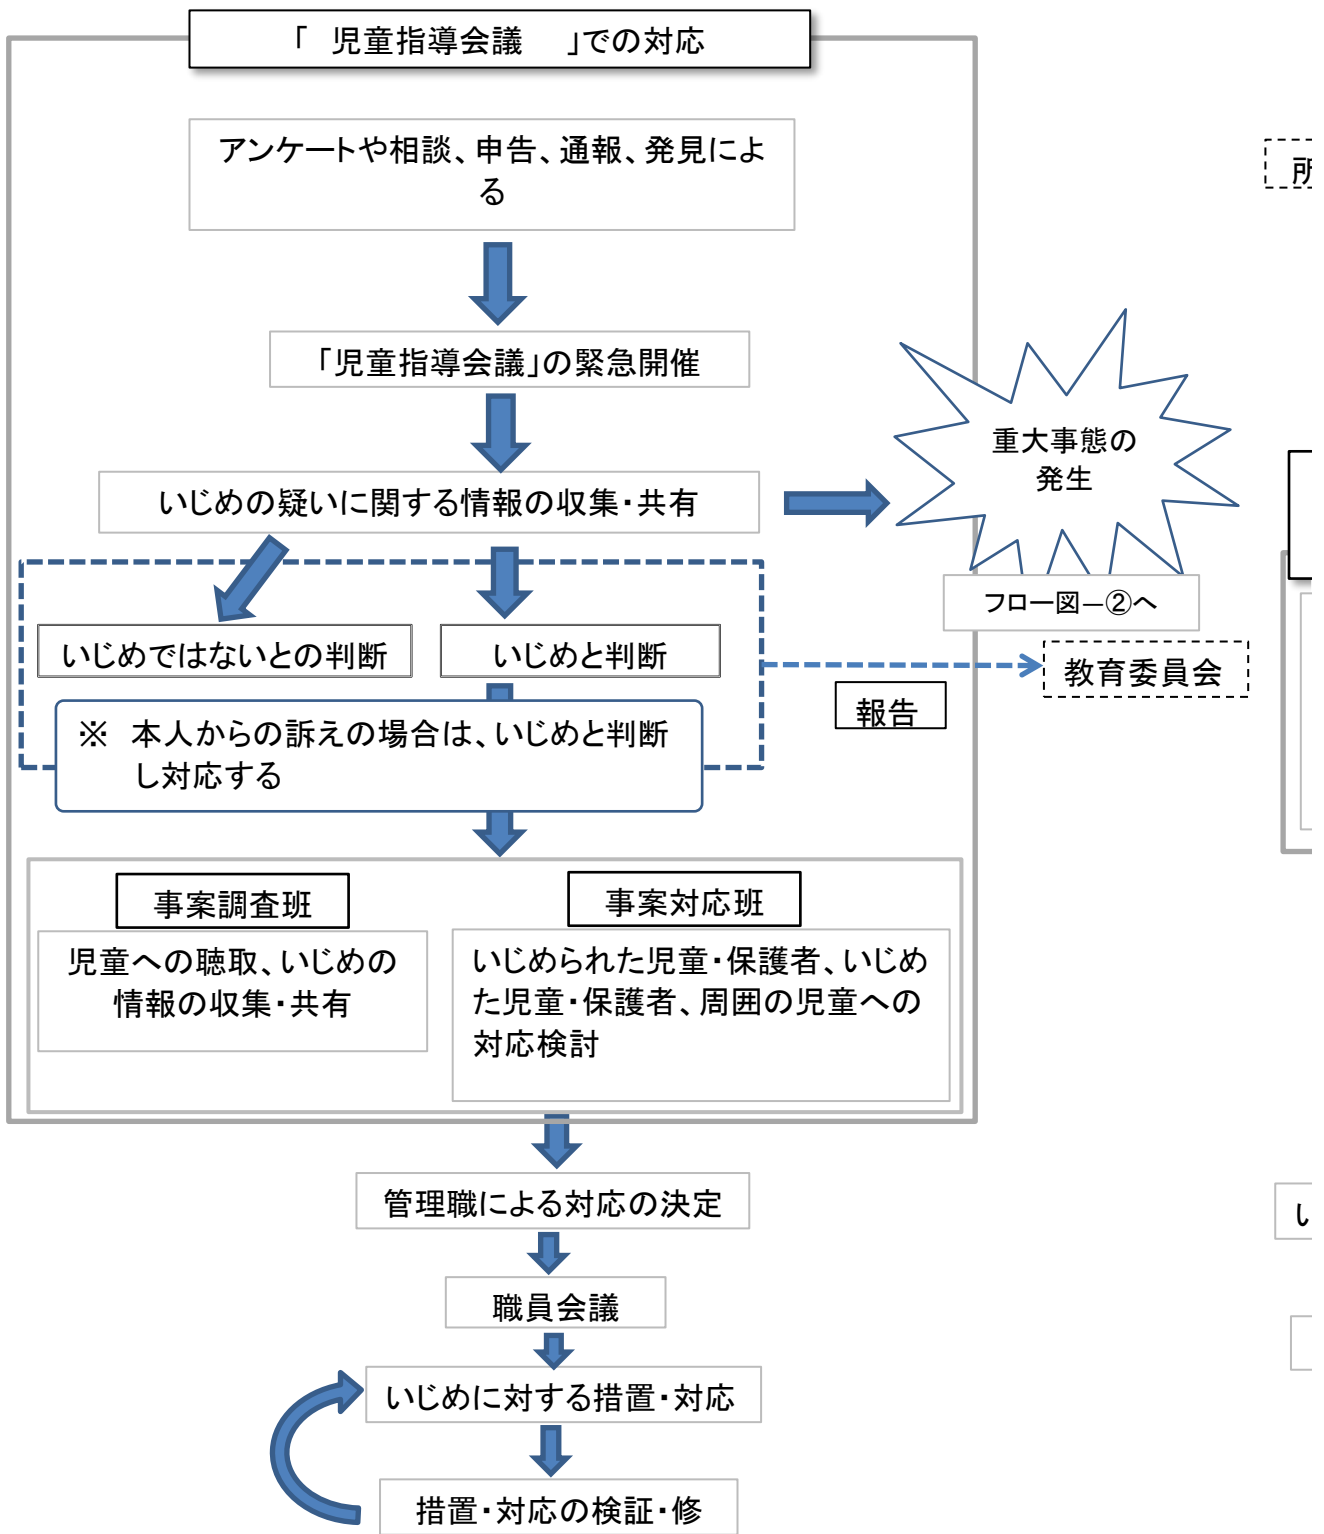 「　児童指導会議　　」での対応
アンケートや相談、申告、通報、発見によ
る
「児童指導会議」の緊急開催
重大事態の
発生
いじめの疑いに関する情報の収集・共有
フロー図―②へ
いじめではないとの判断
いじめと判断
教育委員会
報告
※　本人からの訴えの場合は、いじめと判断
し対応する
事案調査班
児童への聴取、いじめの
情報の収集・共有
事案対応班
いじめられた児童・保護者、いじめ
た児童・保護者、周囲の児童への
対応検討
管理職による対応の決定
職員会議
いじめに対する措置・対応
措置・対応の検証・修